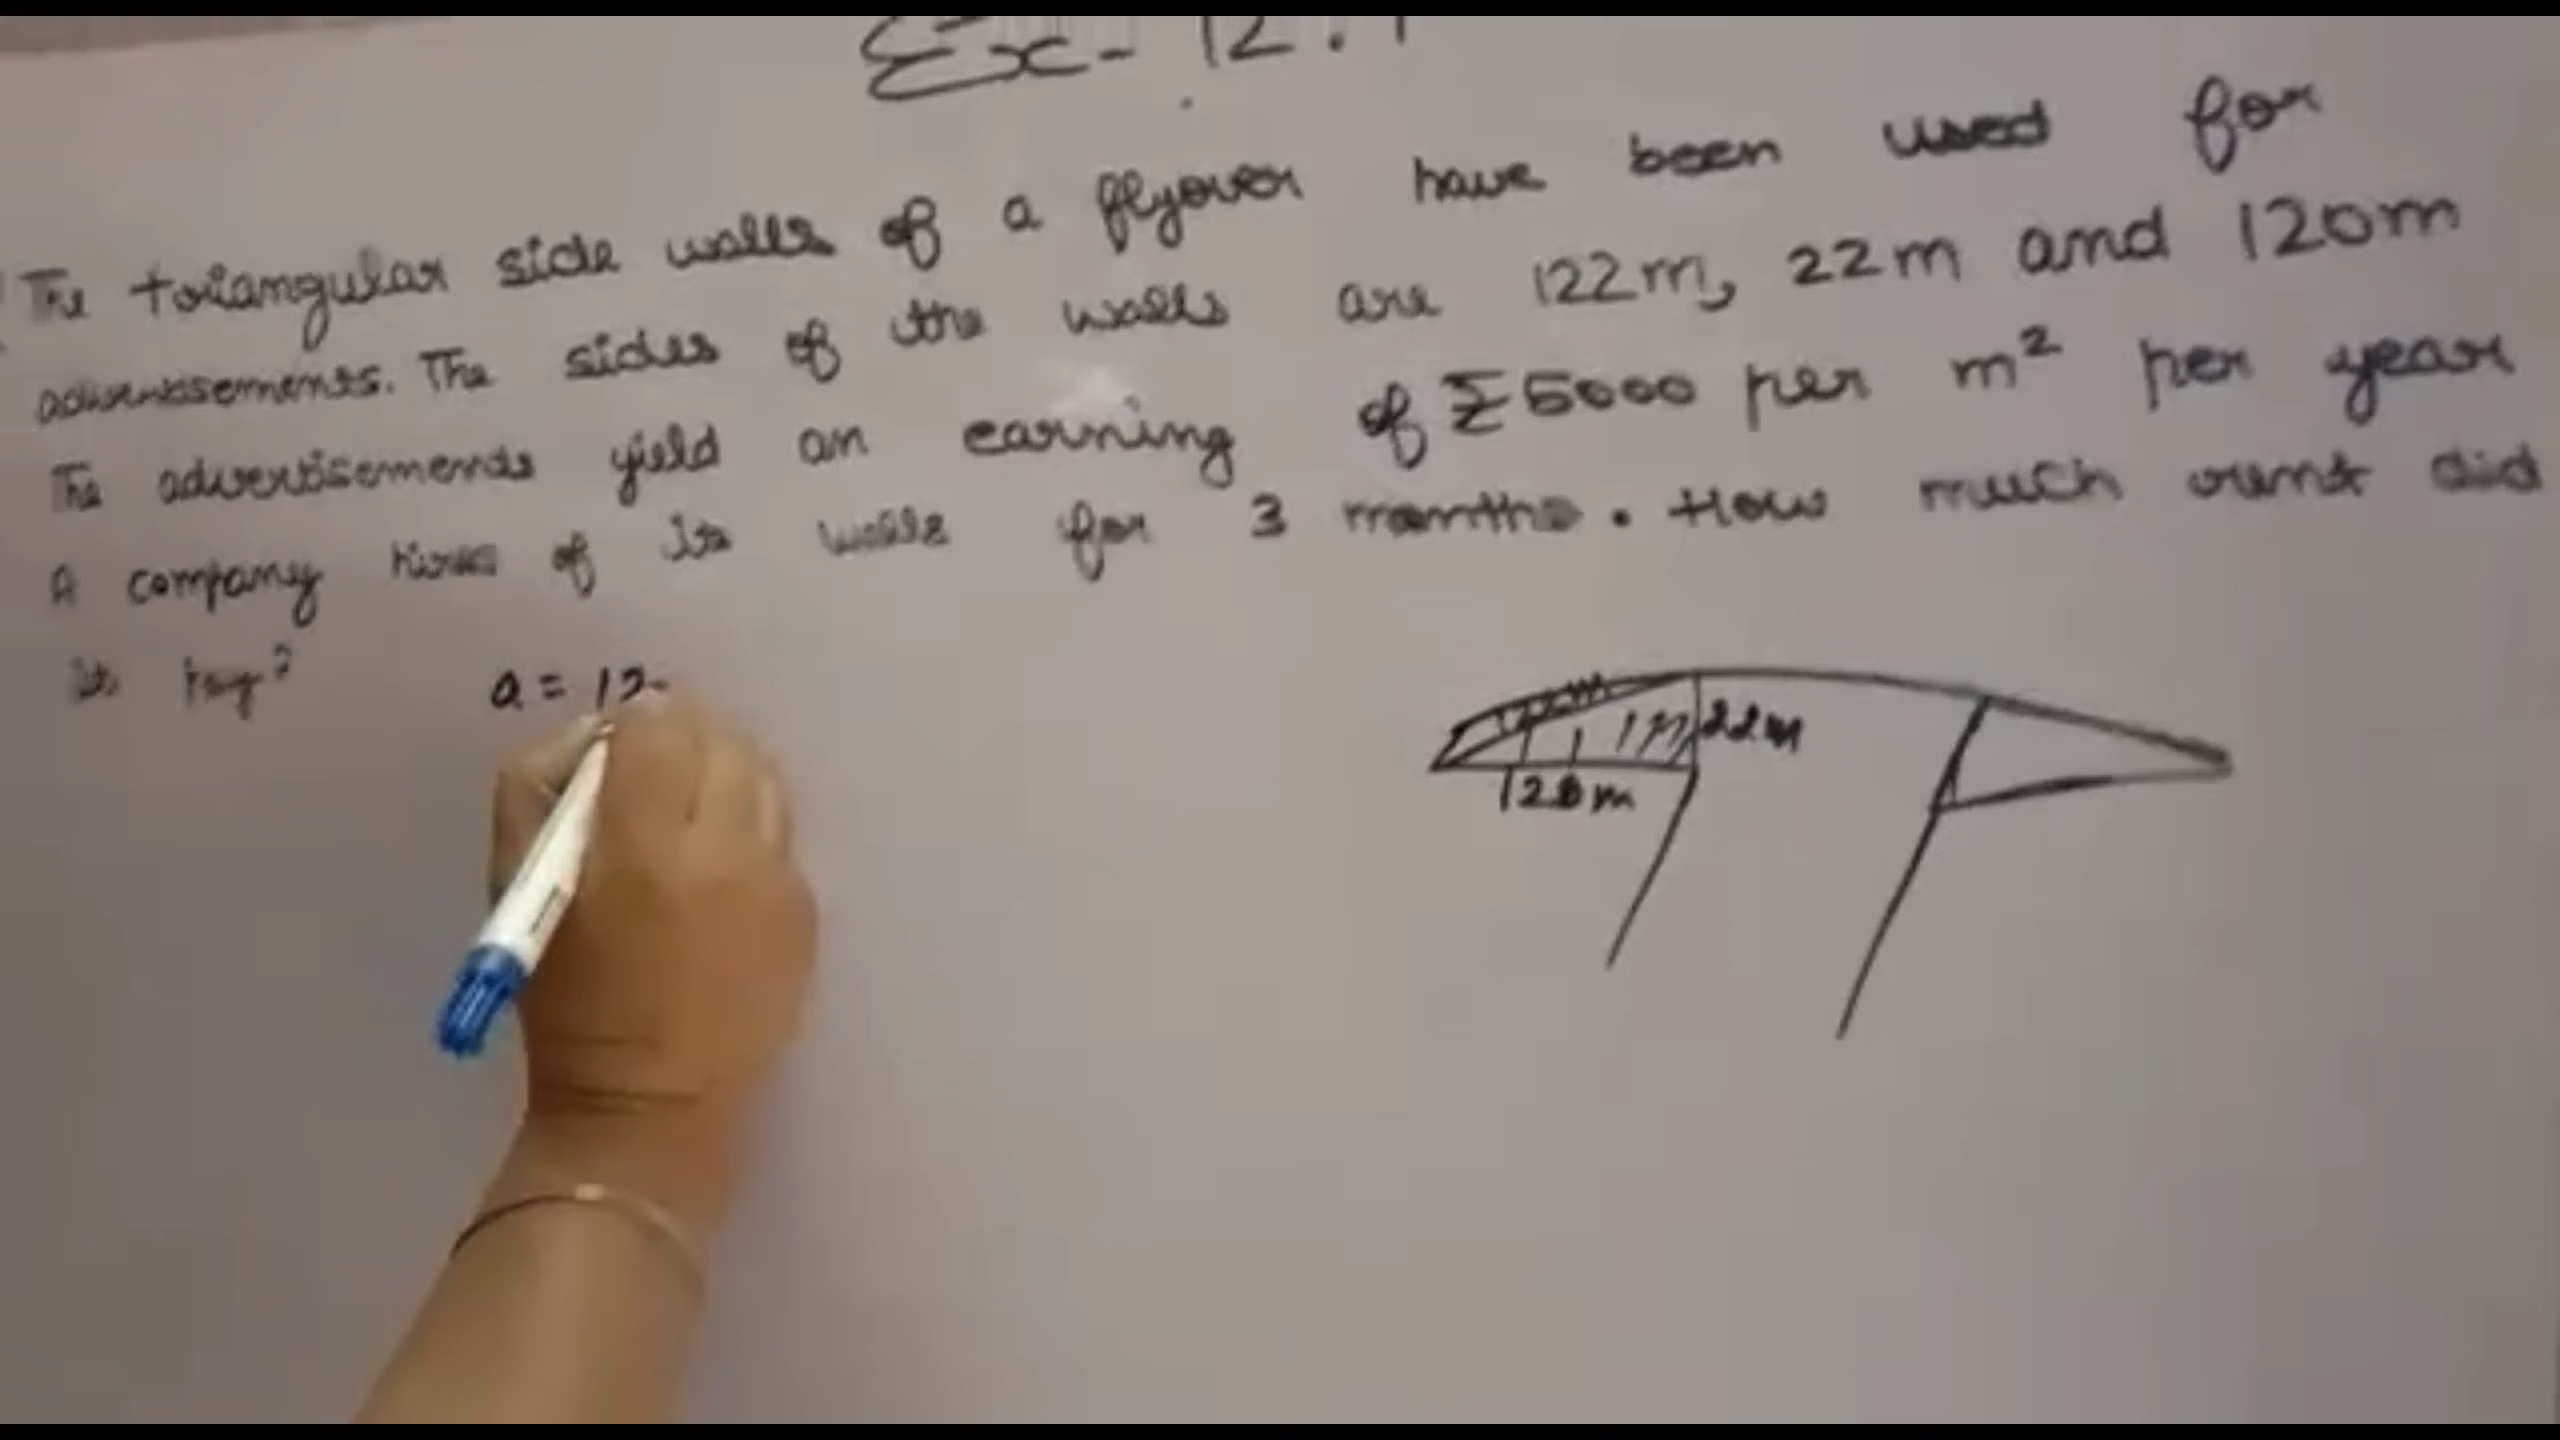 Ex- 12.1
The triangular side walls of a flyover have been used for
advertisements. The sides of the walls are 122m, 22m and 120m
The advertisements yield an earning of ₹5000 per m² per year
A company hires of its walls for 3 months. How much rent did
it pay?
a = 12
22m
120m